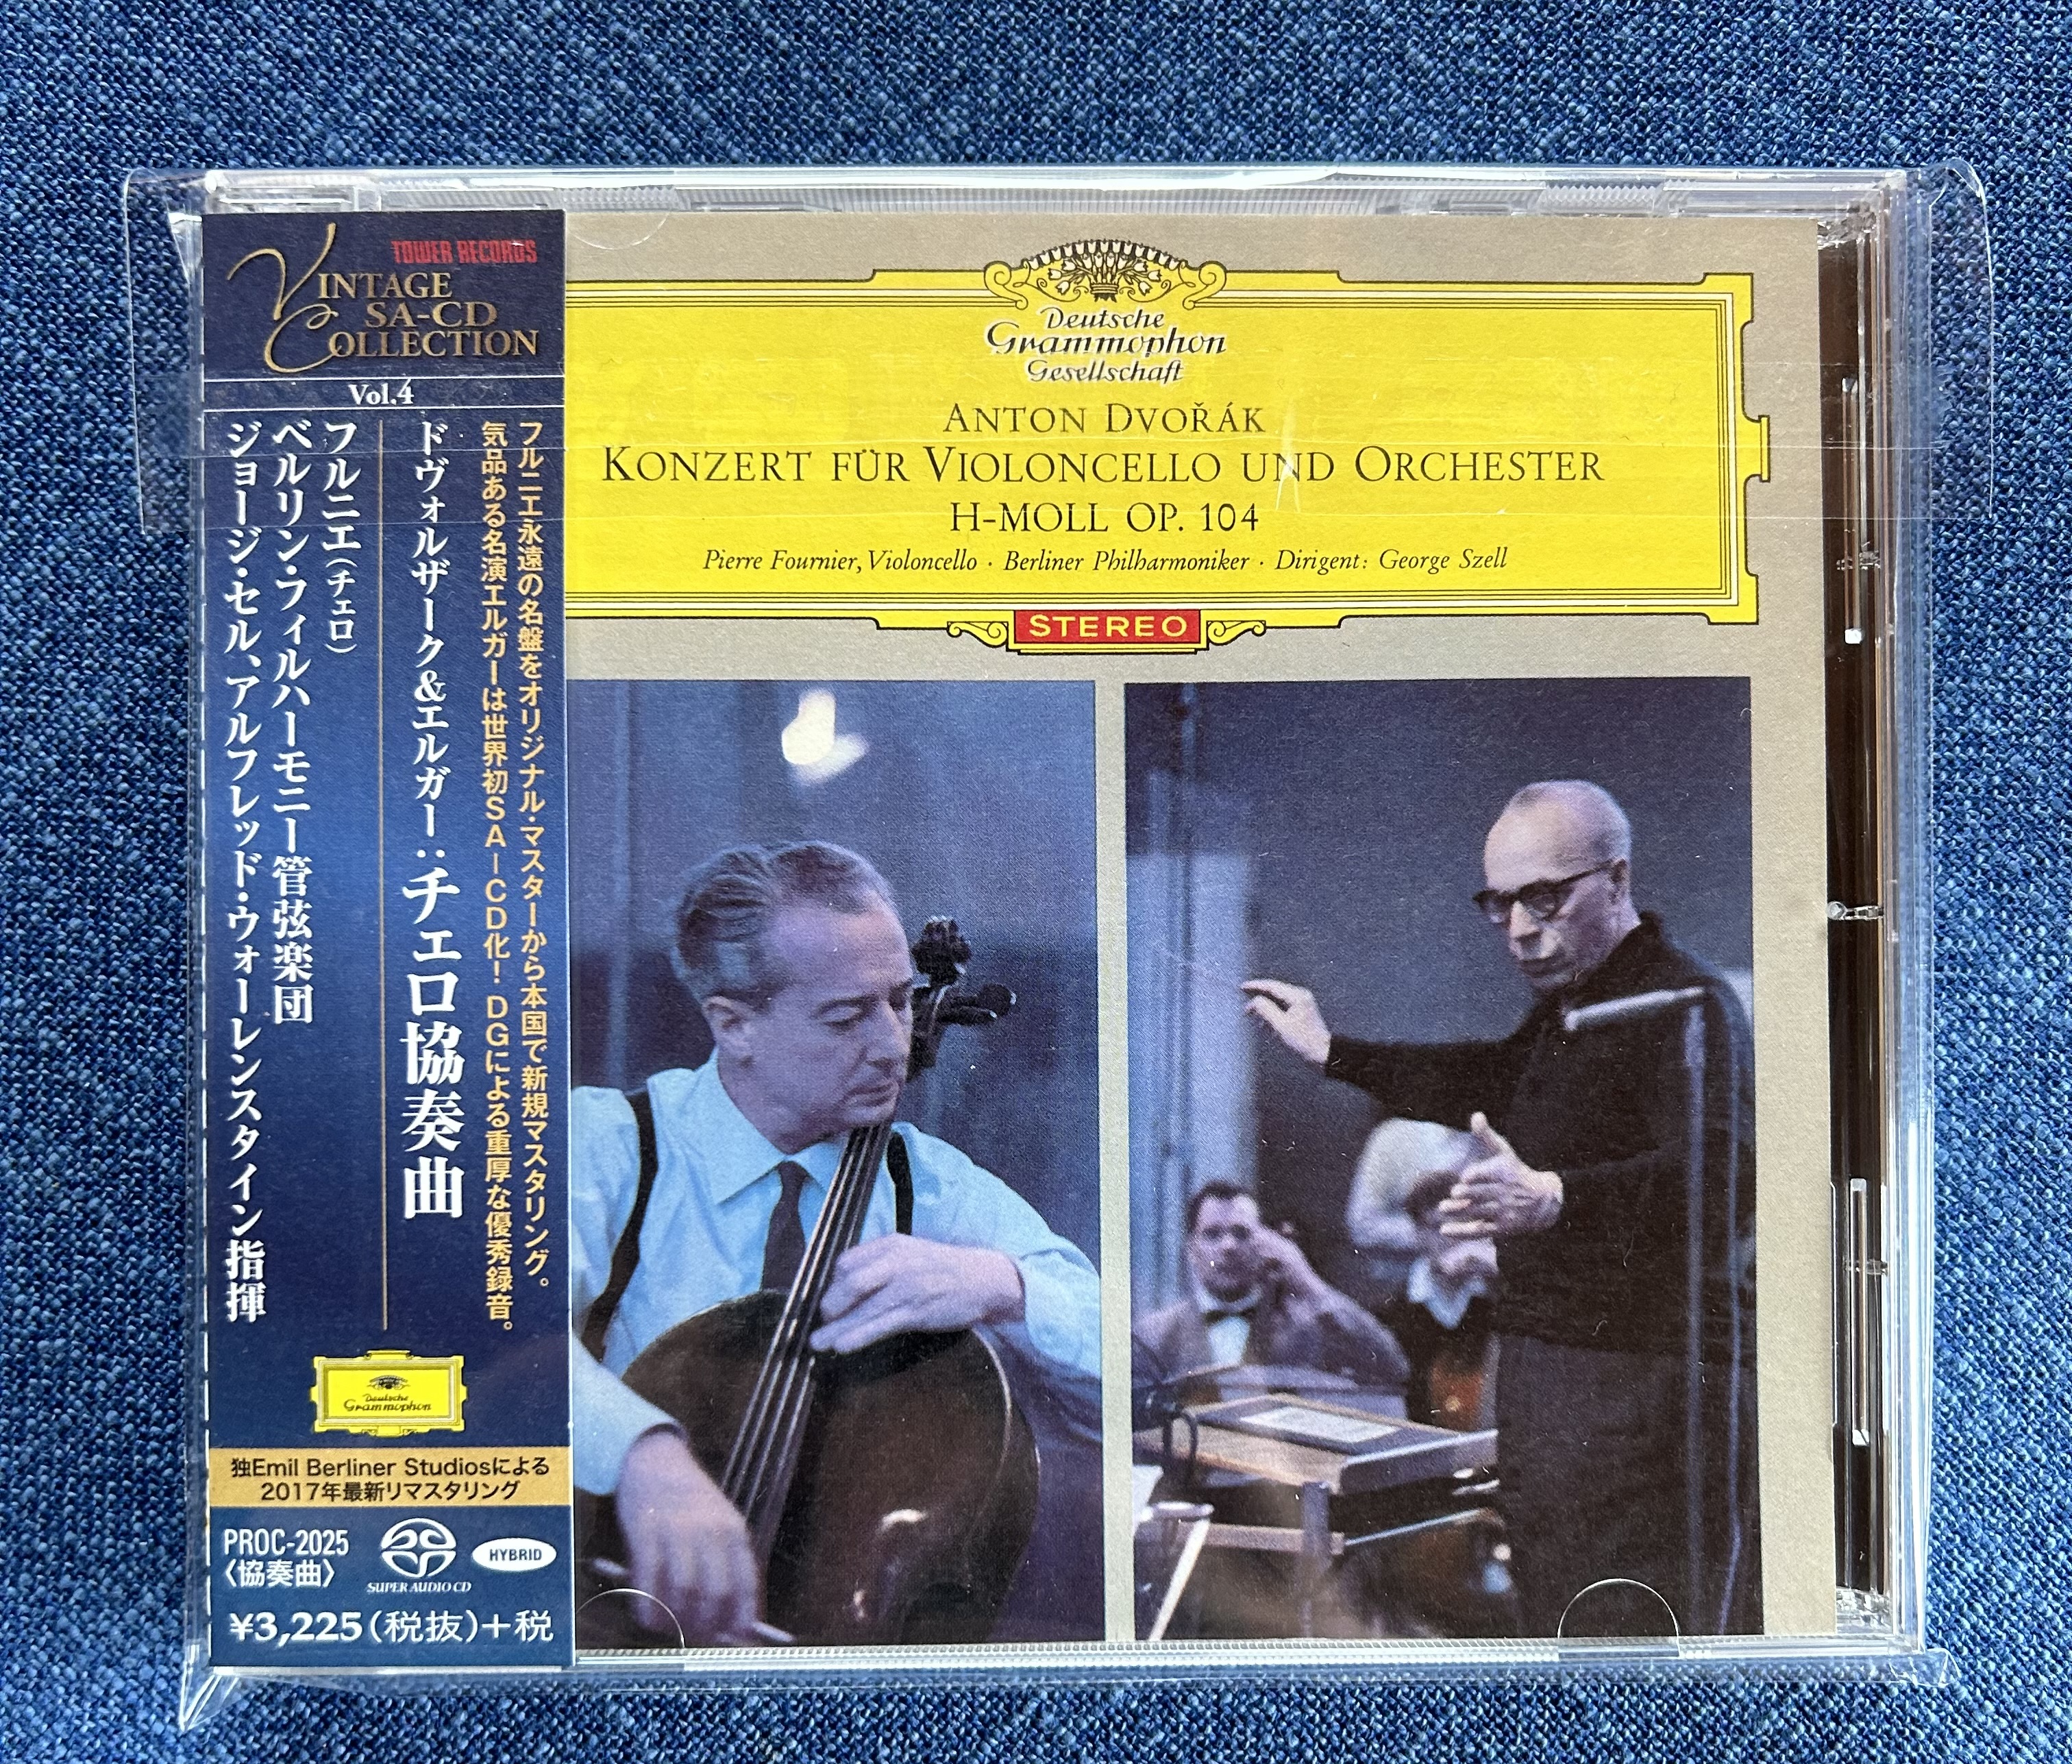 TOWER RECORDS
VINTAGE
SA-CD
COLLECTION
Vol.4
フルニエ永遠の名盤をオリジナル・マスターから本国で新規マスタリング。
気品ある名演エルガーは世界初SA-CD化！DGによる重厚な優秀録音。
ドヴォルザーク&エルガー：チェロ協奏曲
フルニエ（チェロ）
ベルリン・フィルハーモニー管弦楽団
ジョージ・セル、アルフレッド・ウォーレンスタイン指揮
Deutsche
Grammophon
独Emil Berliner Studiosによる
2017年最新リマスタリング
PROC-2025
〈協奏曲〉
SUPER AUDIO CD
HYBRID
¥3,225(税抜)+税
Deutsche
Grammophon
Gesellschaft
ANTON DVOŘÁK
KONZERT FÜR VIOLONCELLO UND ORCHESTER
H-MOLL OP. 104
Pierre Fournier, Violoncello · Berliner Philharmoniker · Dirigent: George Szell
STEREO